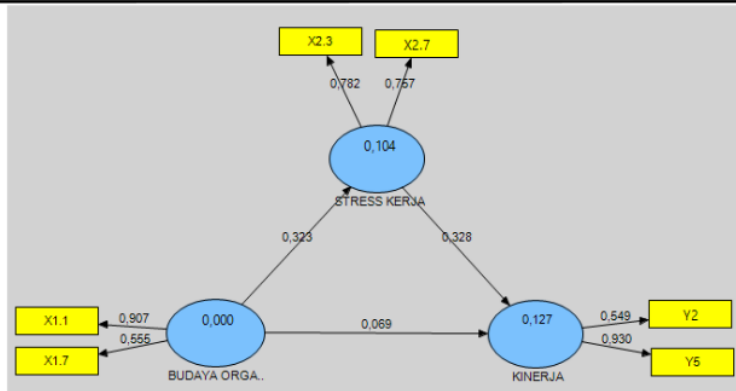 X2.3
X2.7
0,782
0,757
0,104
STRESS KERJA
0,323
0,328
X1.1
0,907
0,000
0,069
0,127
0,549
Y2
X1.7
0,555
0,930
Y5
BUDAYA ORGA..
KINERJA